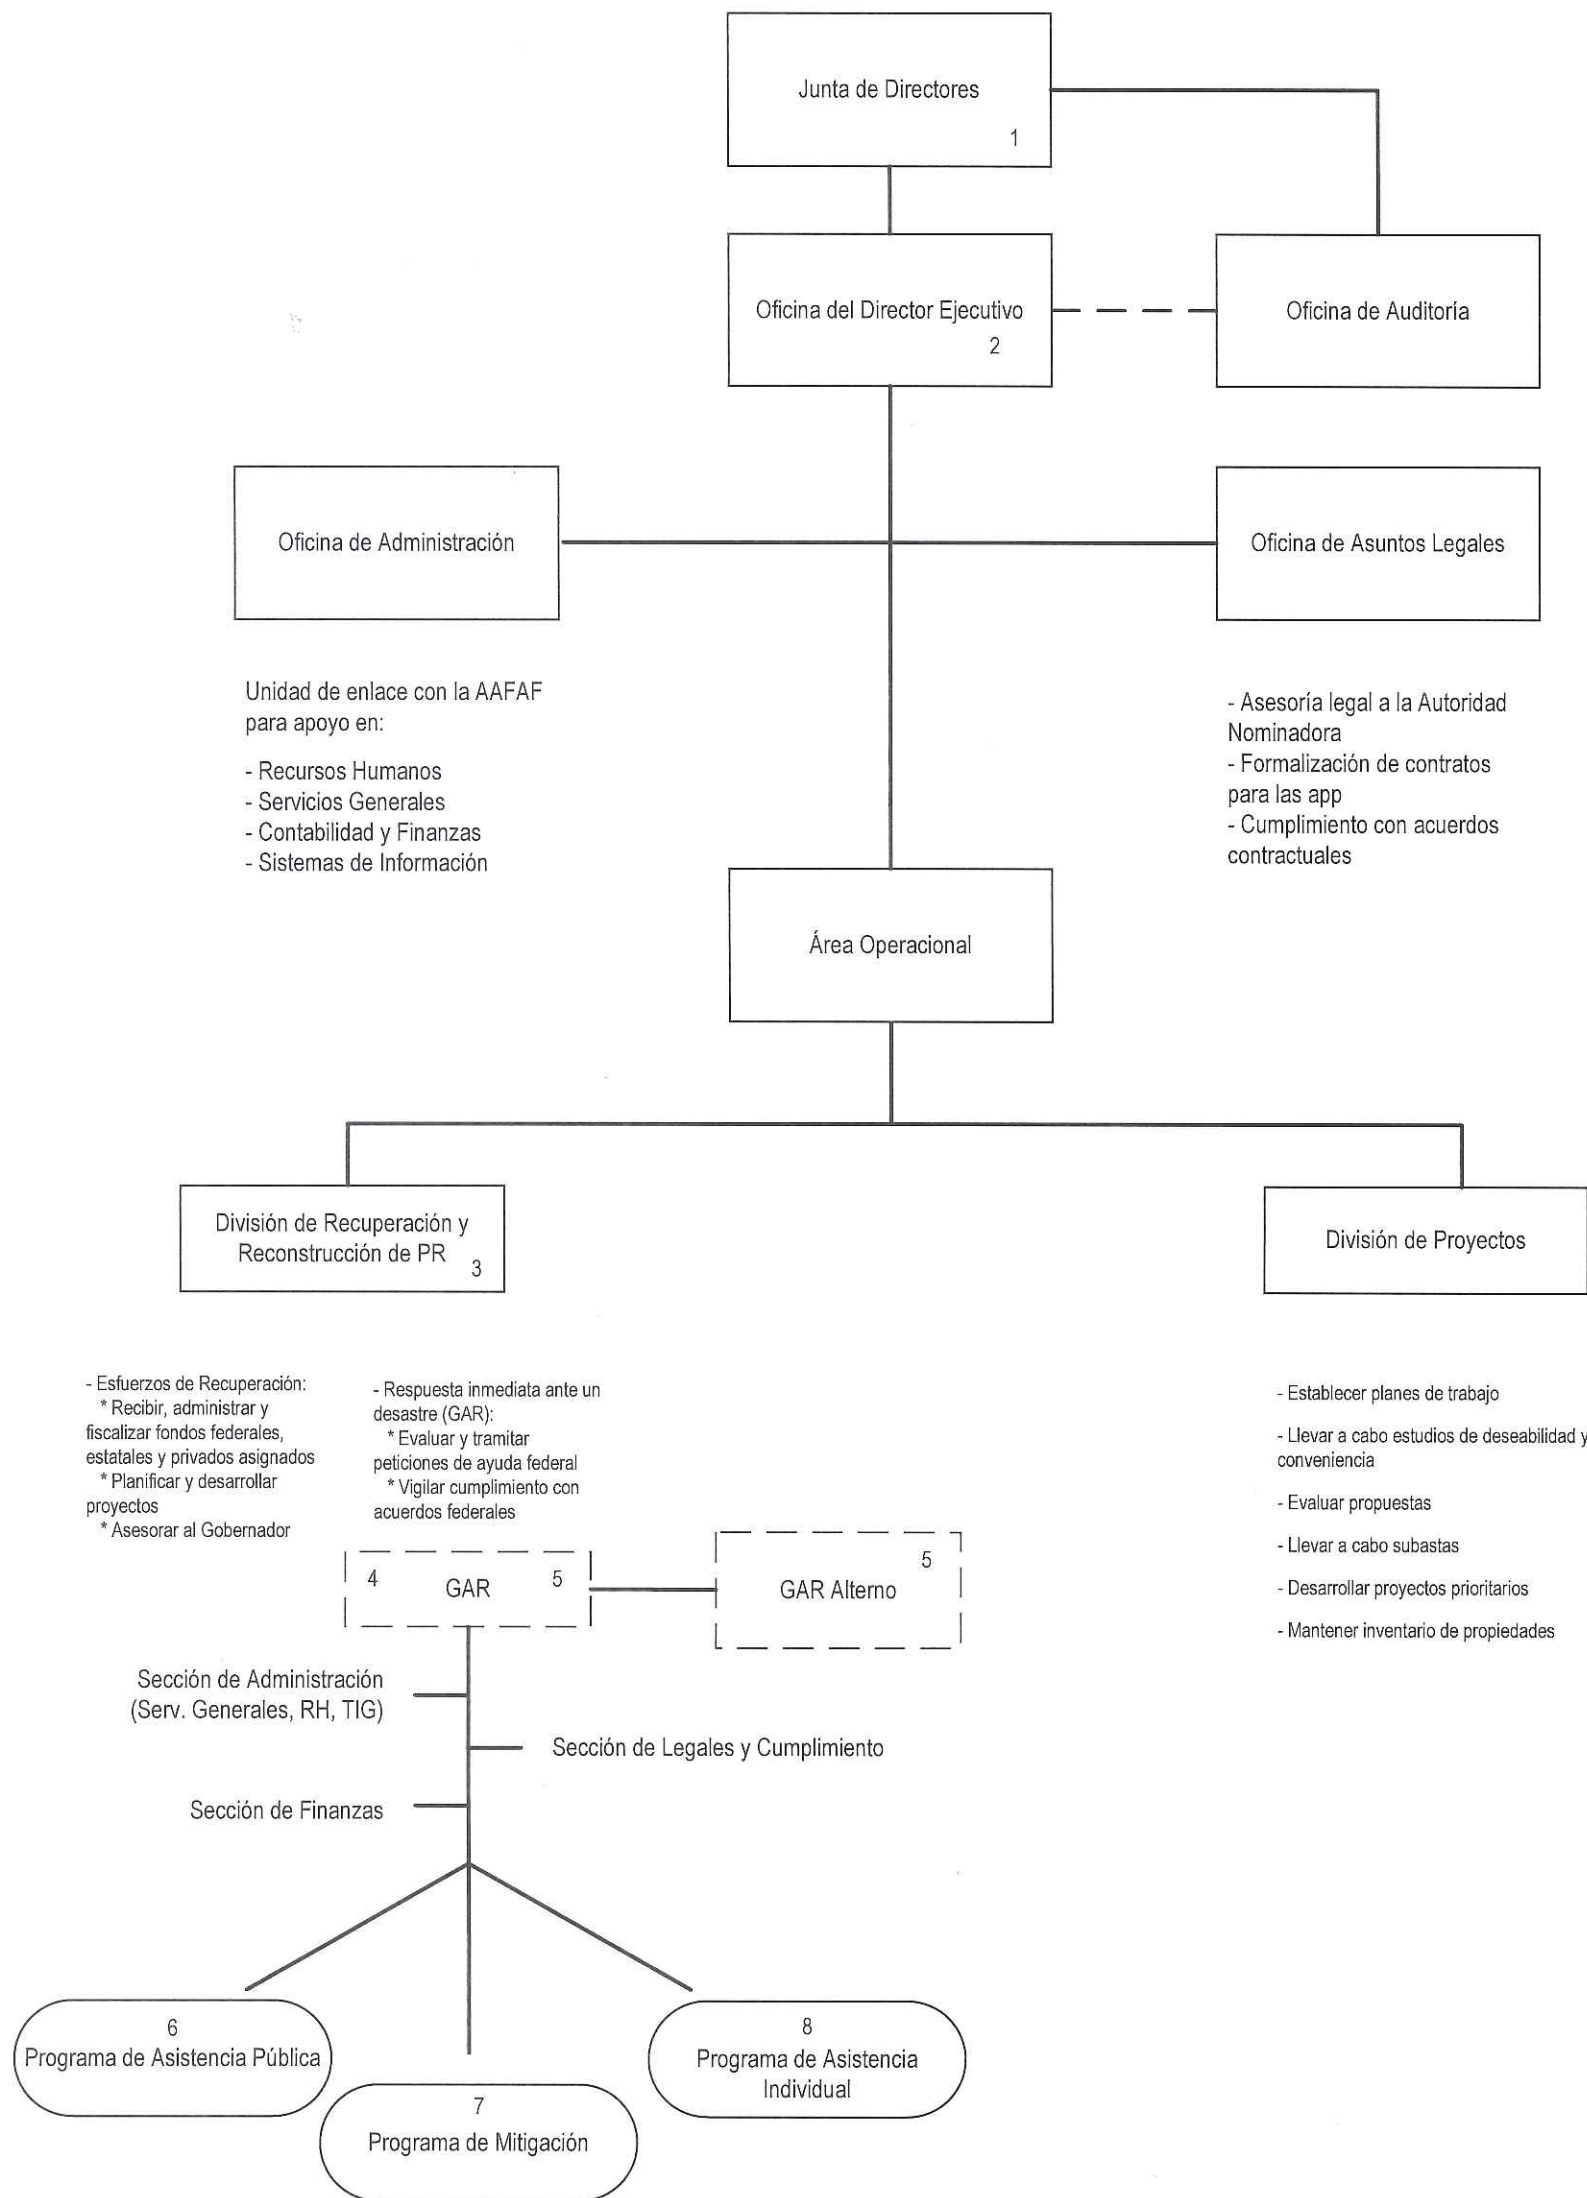 Junta de Directores
1
Oficina del Director Ejecutivo
2
Oficina de Auditoría
Oficina de Administración
Oficina de Asuntos Legales
Unidad de enlace con la AAFAF
para apoyo en:
- Recursos Humanos
- Servicios Generales
- Contabilidad y Finanzas
- Sistemas de Información
- Asesoría legal a la Autoridad
Nominadora
- Formalización de contratos
para las app
- Cumplimiento con acuerdos
contractuales
Área Operacional
División de Recuperación y
Reconstrucción de PR
3
División de Proyectos
- Esfuerzos de Recuperación:
* Recibir, administrar y
fiscalizar fondos federales,
estatales y privados asignados
* Planificar y desarrollar
proyectos
* Asesorar al Gobernador
- Respuesta inmediata ante un
desastre (GAR):
* Evaluar y tramitar
peticiones de ayuda federal
* Vigilar cumplimiento con
acuerdos federales
- Establecer planes de trabajo
- Llevar a cabo estudios de deseabilidad y
conveniencia
- Evaluar propuestas
- Llevar a cabo subastas
- Desarrollar proyectos prioritarios
- Mantener inventario de propiedades
4
GAR
5
5
GAR Alterno
Sección de Administración
(Serv. Generales, RH, TIG)
Sección de Legales y Cumplimiento
Sección de Finanzas
6
Programa de Asistencia Pública
7
Programa de Mitigación
8
Programa de Asistencia
Individual